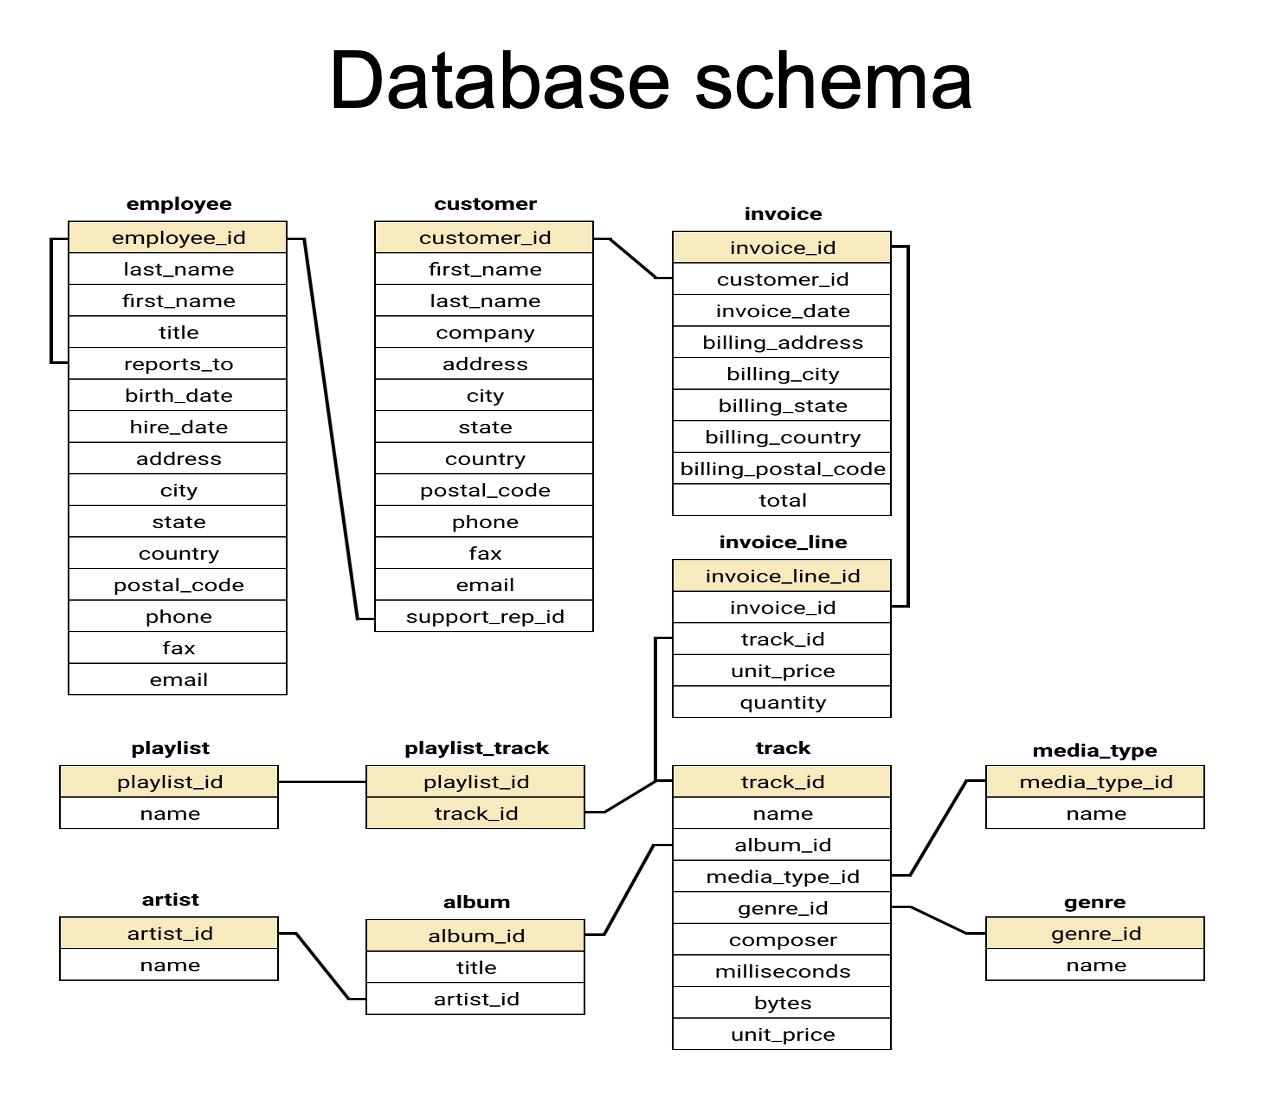 Database schema
employee
employee_id
last_name
first_name
title
reports_to
birth_date
hire_date
address
city
state
country
postal_code
phone
fax
email
customer
customer_id
first_name
last_name
company
address
city
state
country
postal_code
phone
fax
email
support_rep_id
invoice
invoice_id
customer_id
invoice_date
billing_address
billing_city
billing_state
billing_country
billing_postal_code
total
invoice_line
invoice_line_id
invoice_id
track_id
unit_price
quantity
playlist
playlist_id
name
playlist_track
playlist_id
track_id
track
track_id
name
album_id
media_type_id
genre_id
composer
milliseconds
bytes
unit_price
media_type
media_type_id
name
artist
artist_id
name
album
album_id
title
artist_id
genre
genre_id
name